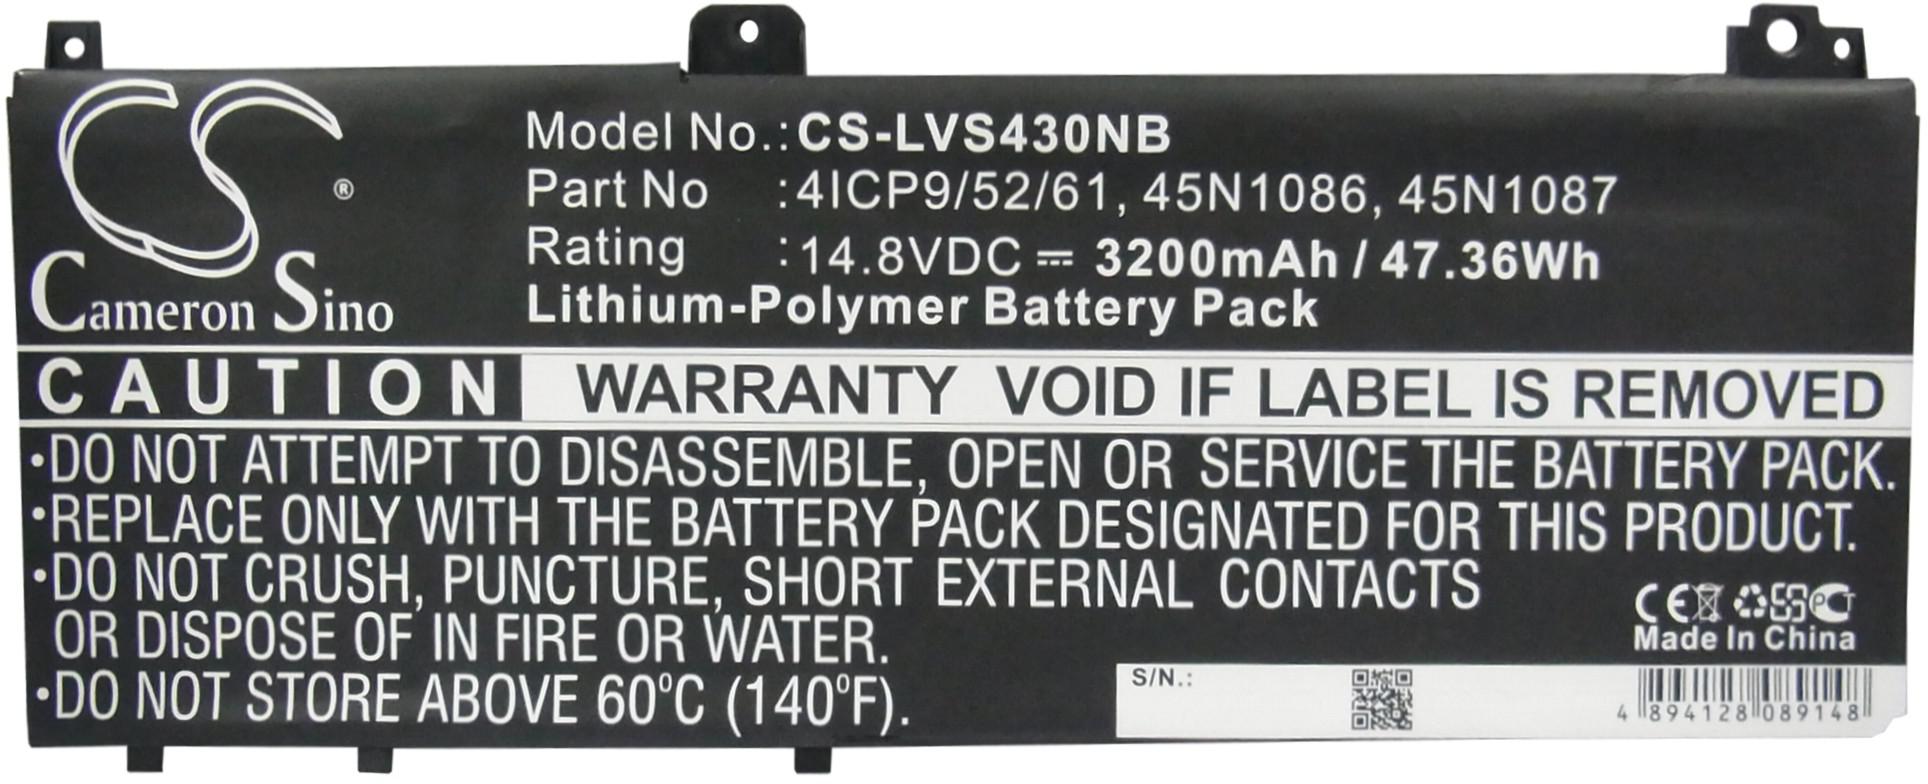 CS
®
Cameron Sino
Model No.: CS-LVS430NB
Part No : 4ICP9/52/61, 45N1086, 45N1087
Rating : 14.8VDC ⎓ 3200mAh / 47.36Wh
Lithium-Polymer Battery Pack
CAUTION WARRANTY VOID IF LABEL IS REMOVED
•DO NOT ATTEMPT TO DISASSEMBLE, OPEN OR SERVICE THE BATTERY PACK.
•REPLACE ONLY WITH THE BATTERY PACK DESIGNATED FOR THIS PRODUCT.
•DO NOT CRUSH, PUNCTURE, SHORT EXTERNAL CONTACTS
OR DISPOSE OF IN FIRE OR WATER.
•DO NOT STORE ABOVE 60°C (140°F).
CE PCT
Made In China
S/N.:
4 894128 089148